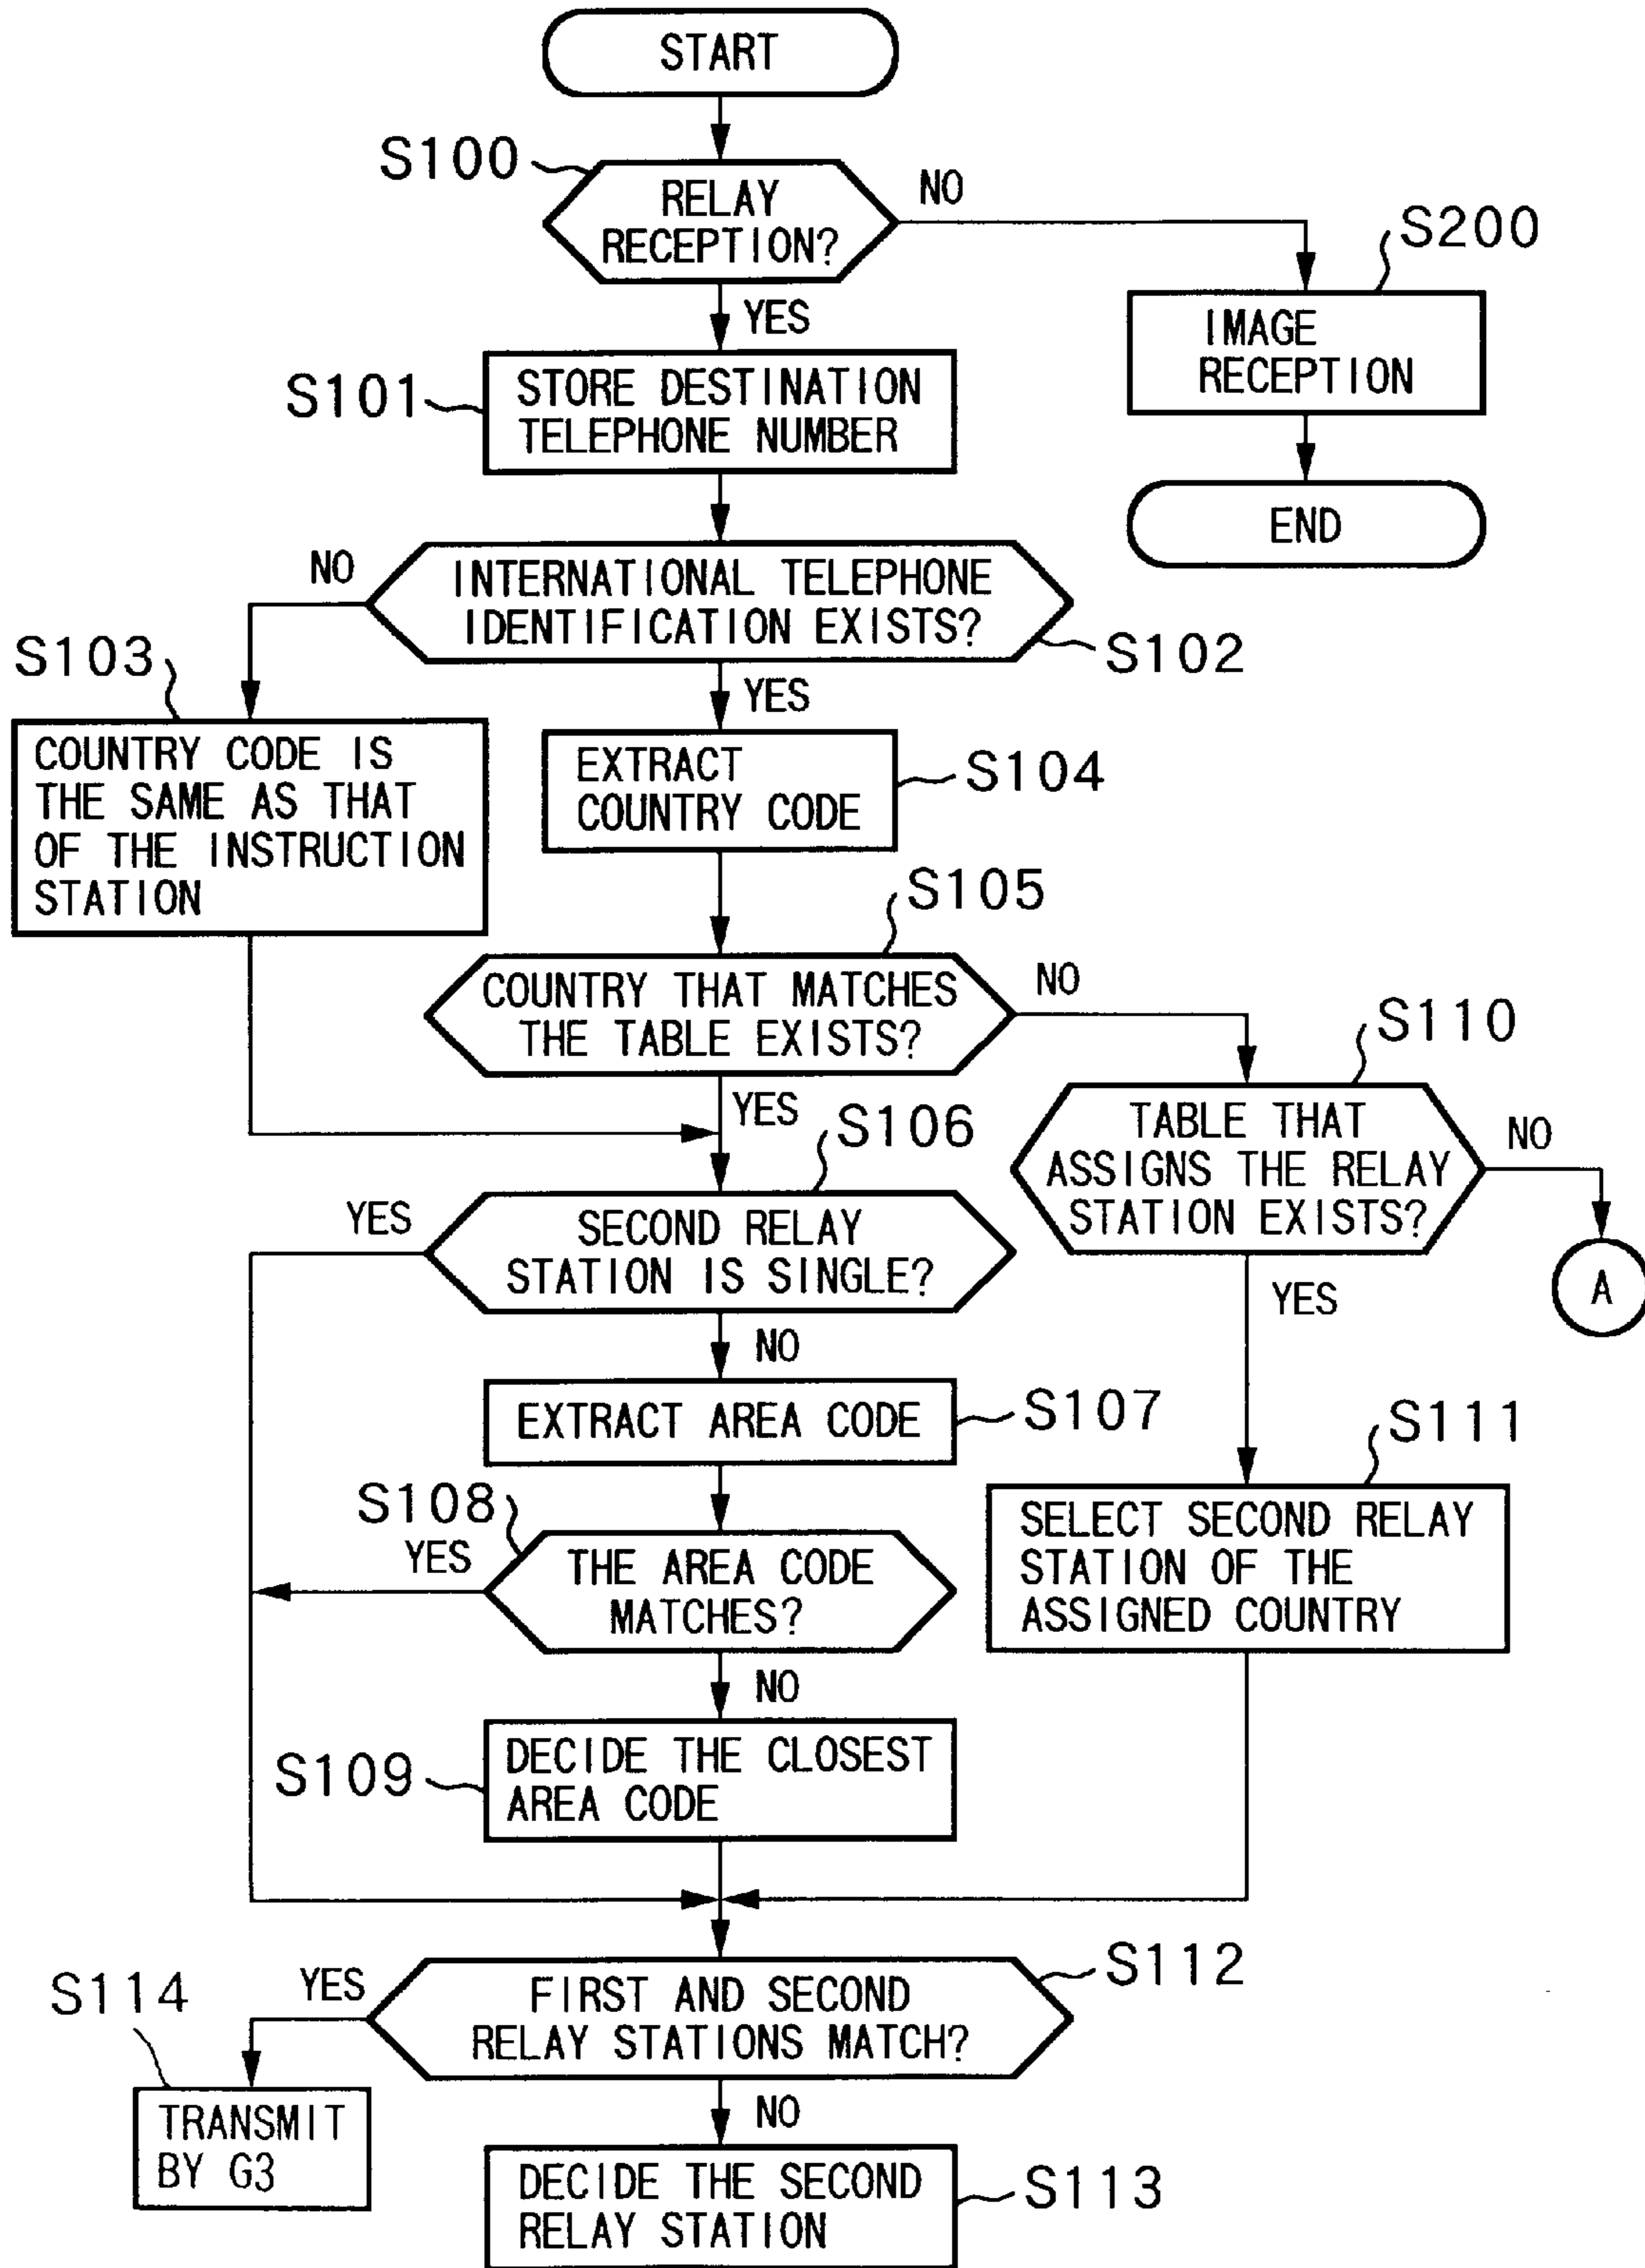 START
S100
RELAY
RECEPTION?
NO
S200
IMAGE
RECEPTION
YES
S101
STORE DESTINATION
TELEPHONE NUMBER
END
NO
INTERNATIONAL TELEPHONE
IDENTIFICATION EXISTS?
S102
S103
YES
COUNTRY CODE IS
THE SAME AS THAT
OF THE INSTRUCTION
STATION
EXTRACT
COUNTRY CODE
S104
S105
COUNTRY THAT MATCHES
THE TABLE EXISTS?
NO
S110
YES
S106
TABLE THAT
ASSIGNS THE RELAY
STATION EXISTS?
NO
A
YES
SECOND RELAY
STATION IS SINGLE?
YES
NO
EXTRACT AREA CODE
S107
S111
S108
YES
THE AREA CODE
MATCHES?
SELECT SECOND RELAY
STATION OF THE
ASSIGNED COUNTRY
NO
S109
DECIDE THE CLOSEST
AREA CODE
S114
YES
FIRST AND SECOND
RELAY STATIONS MATCH?
S112
TRANSMIT
BY G3
NO
DECIDE THE SECOND
RELAY STATION
S113